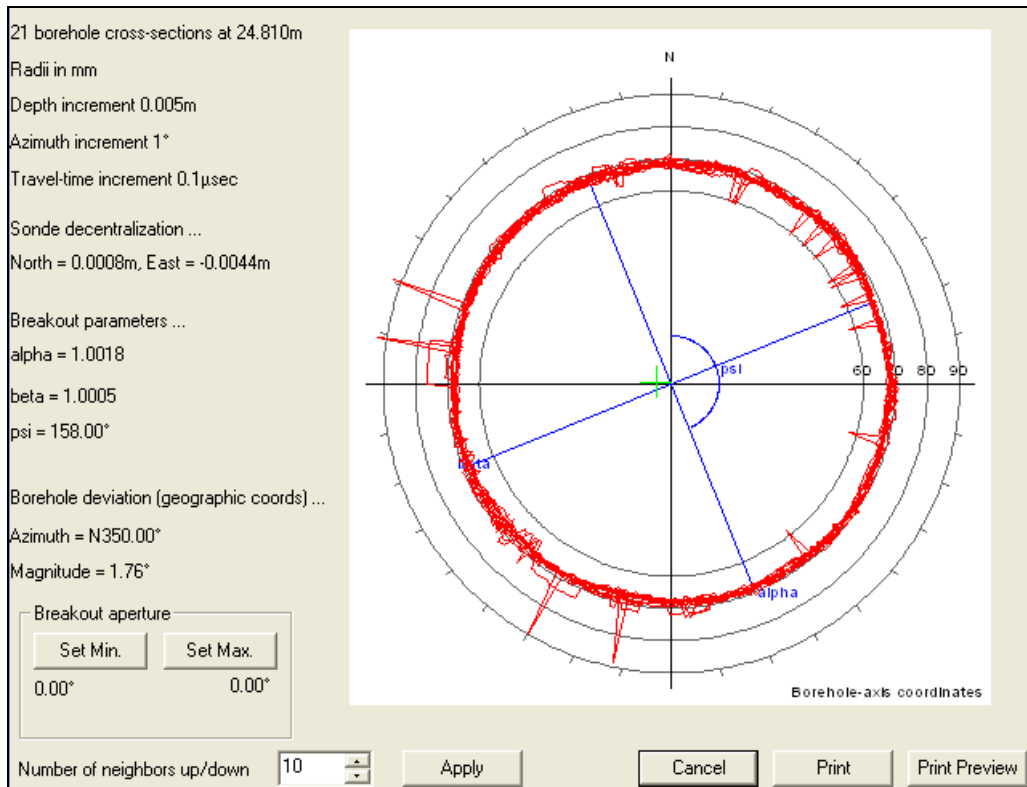 21 borehole cross-sections at 24.810m
Radii in mm
Depth increment 0.005m
Azimuth increment 1°
Travel-time increment 0.1µsec
Sonde decentralization ...
North = 0.0008m, East = -0.0044m
Breakout parameters ...
alpha = 1.0018
beta = 1.0005
psi = 158.00°
Borehole deviation (geographic coords) ...
Azimuth = N350.00°
Magnitude = 1.76°
Breakout aperture
Set Min. Set Max.
0.00° 0.00°
N
psi
60 70 80 90
beta
alpha
Borehole-axis coordinates
Number of neighbors up/down 10 Apply Cancel Print Print Preview